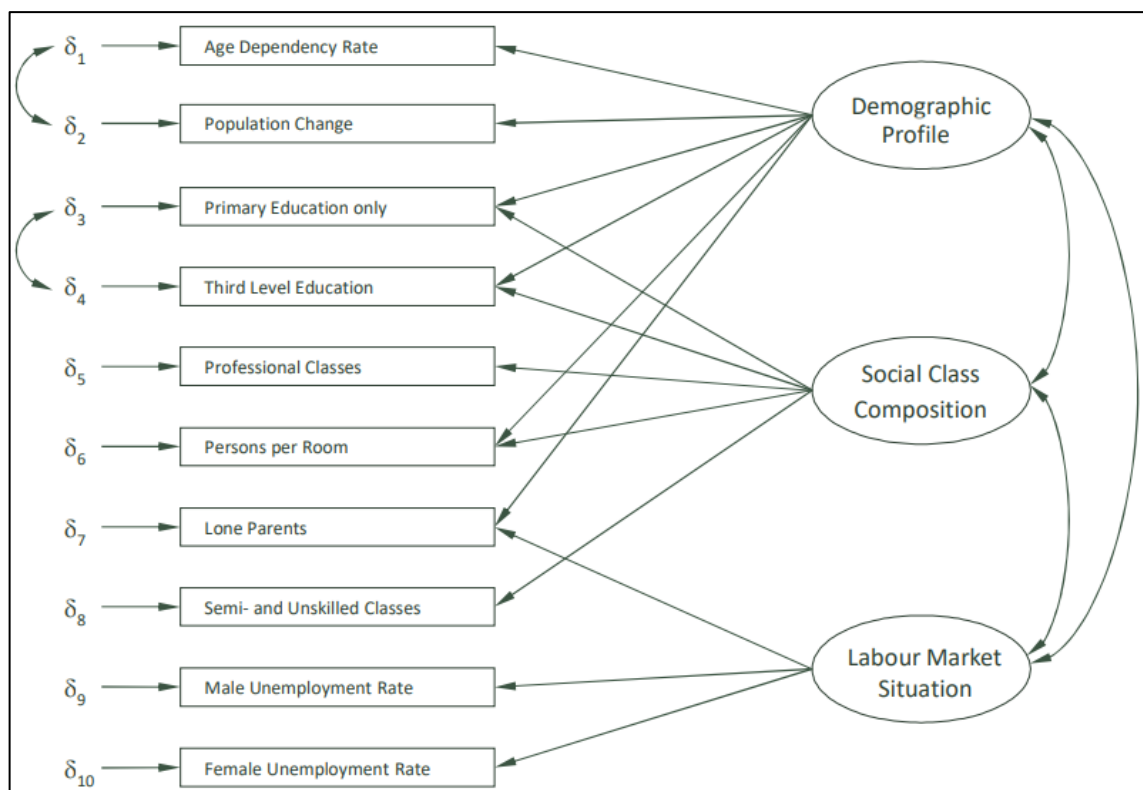 δ1
Age Dependency Rate
δ2
Population Change
δ3
Primary Education only
δ4
Third Level Education
δ5
Professional Classes
δ6
Persons per Room
δ7
Lone Parents
δ8
Semi- and Unskilled Classes
δ9
Male Unemployment Rate
δ10
Female Unemployment Rate
Demographic
Profile
Social Class
Composition
Labour Market
Situation